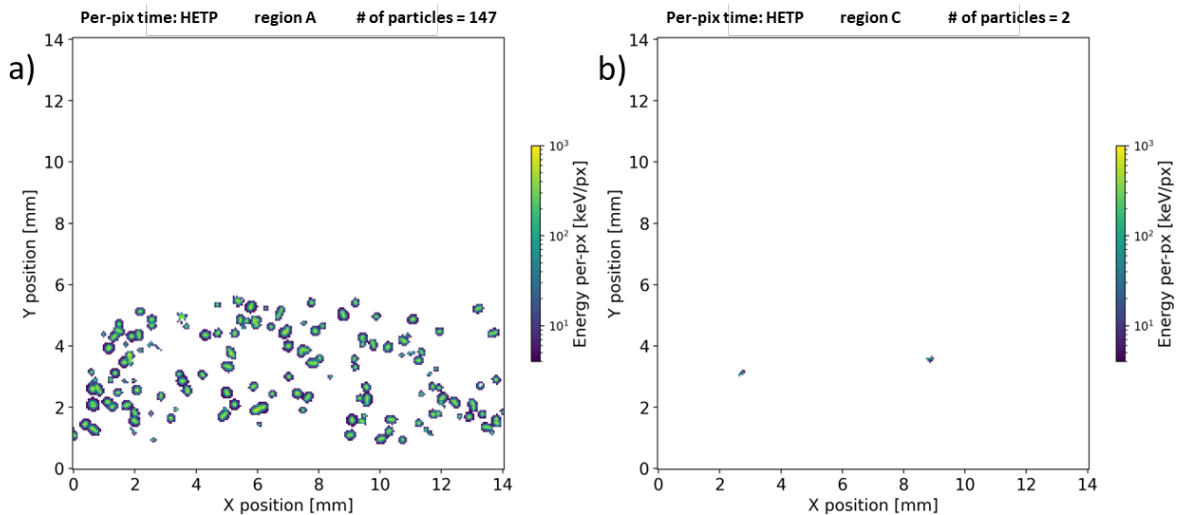 Per-pix time: HETP region A # of particles = 147
a)
14
12
10
8
6
4
2
0
Y position [mm]
0 2 4 6 8 10 12 14
X position [mm]
10³
10²
10¹
Energy per-px [keV/px]
Per-pix time: HETP region C # of particles = 2
b)
14
12
10
8
6
4
2
0
Y position [mm]
0 2 4 6 8 10 12 14
X position [mm]
10³
10²
10¹
Energy per-px [keV/px]